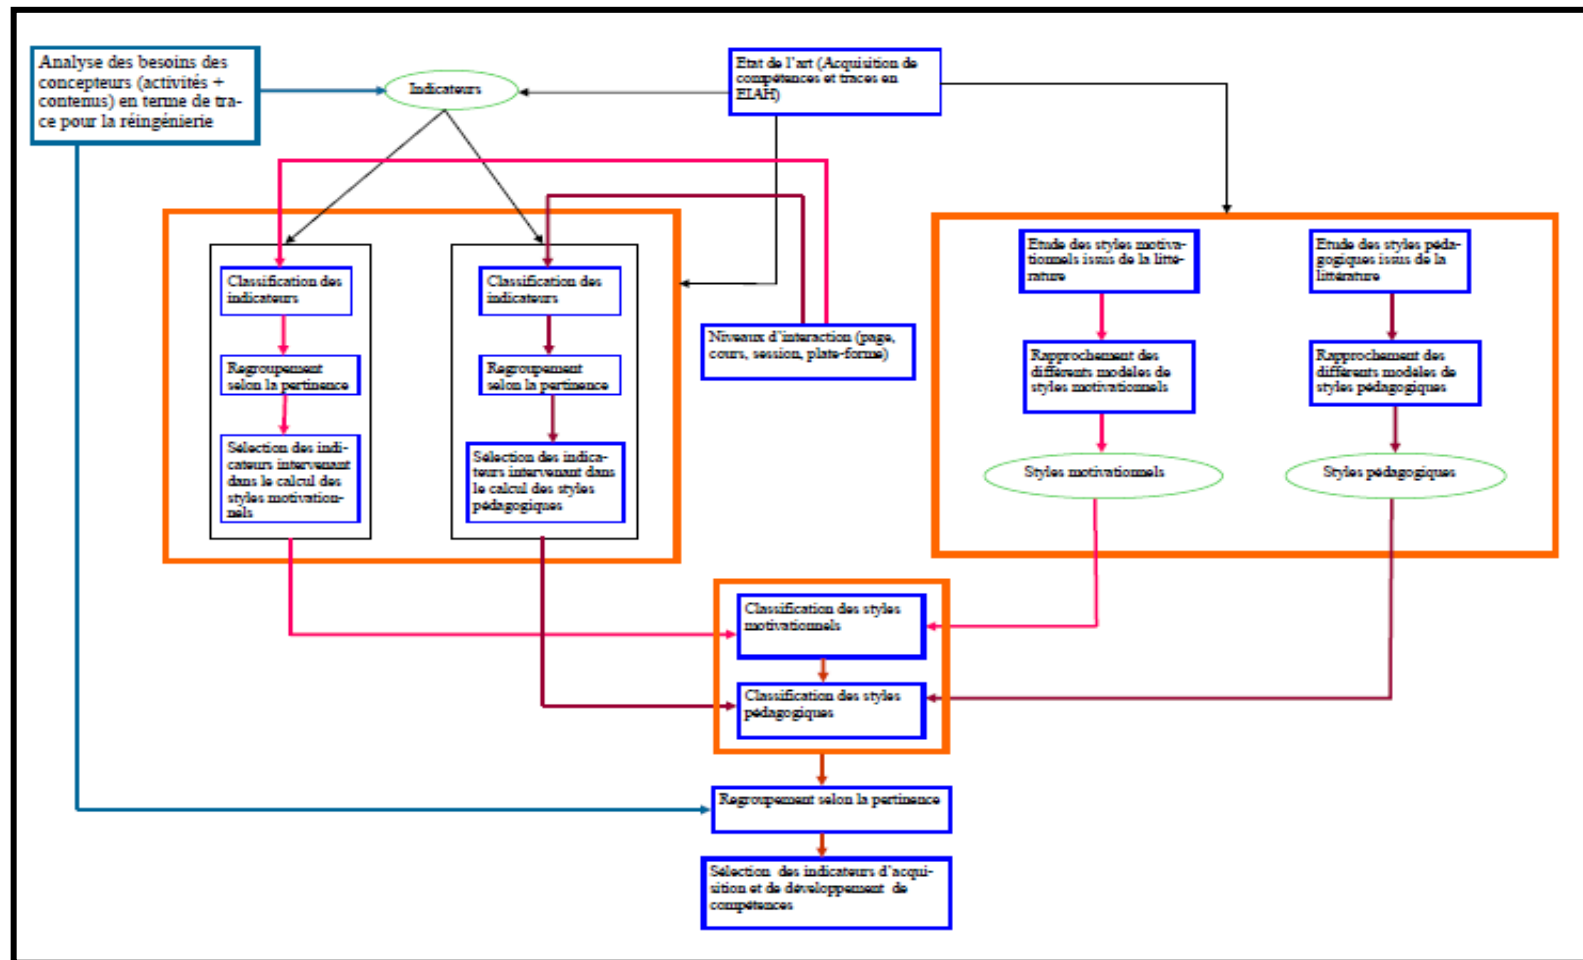 Analyse des besoins des
concepteurs (activités +
contenus) en terme de tra-
ce pour la réingénierie
Indicateurs
Etat de l'art (Acquisition de
compétences et traces en
EIAH)
Classification des
indicateurs
Regroupement
selon la pertinence
Sélection des indi-
cateurs intervenant
dans le calcul des
styles motivation-
nels
Classification des
indicateurs
Regroupement
selon la pertinence
Sélection des indica-
teurs intervenant dans
le calcul des styles
pédagogiques
Niveaux d'interaction (page,
cours, session, plate-forme)
Etude des styles motiva-
tionnels issus de la litté-
rature
Rapprochement des
différents modèles de
styles motivationnels
Styles motivationnels
Etude des styles péda-
gogiques issus de la
littérature
Rapprochement des
différents modèles de
styles pédagogiques
Styles pédagogiques
Classification des styles
motivationnels
Classification des styles
pédagogiques
Regroupement selon la pertinence
Sélection des indicateurs d'acqui-
sition et de développement de
compétences